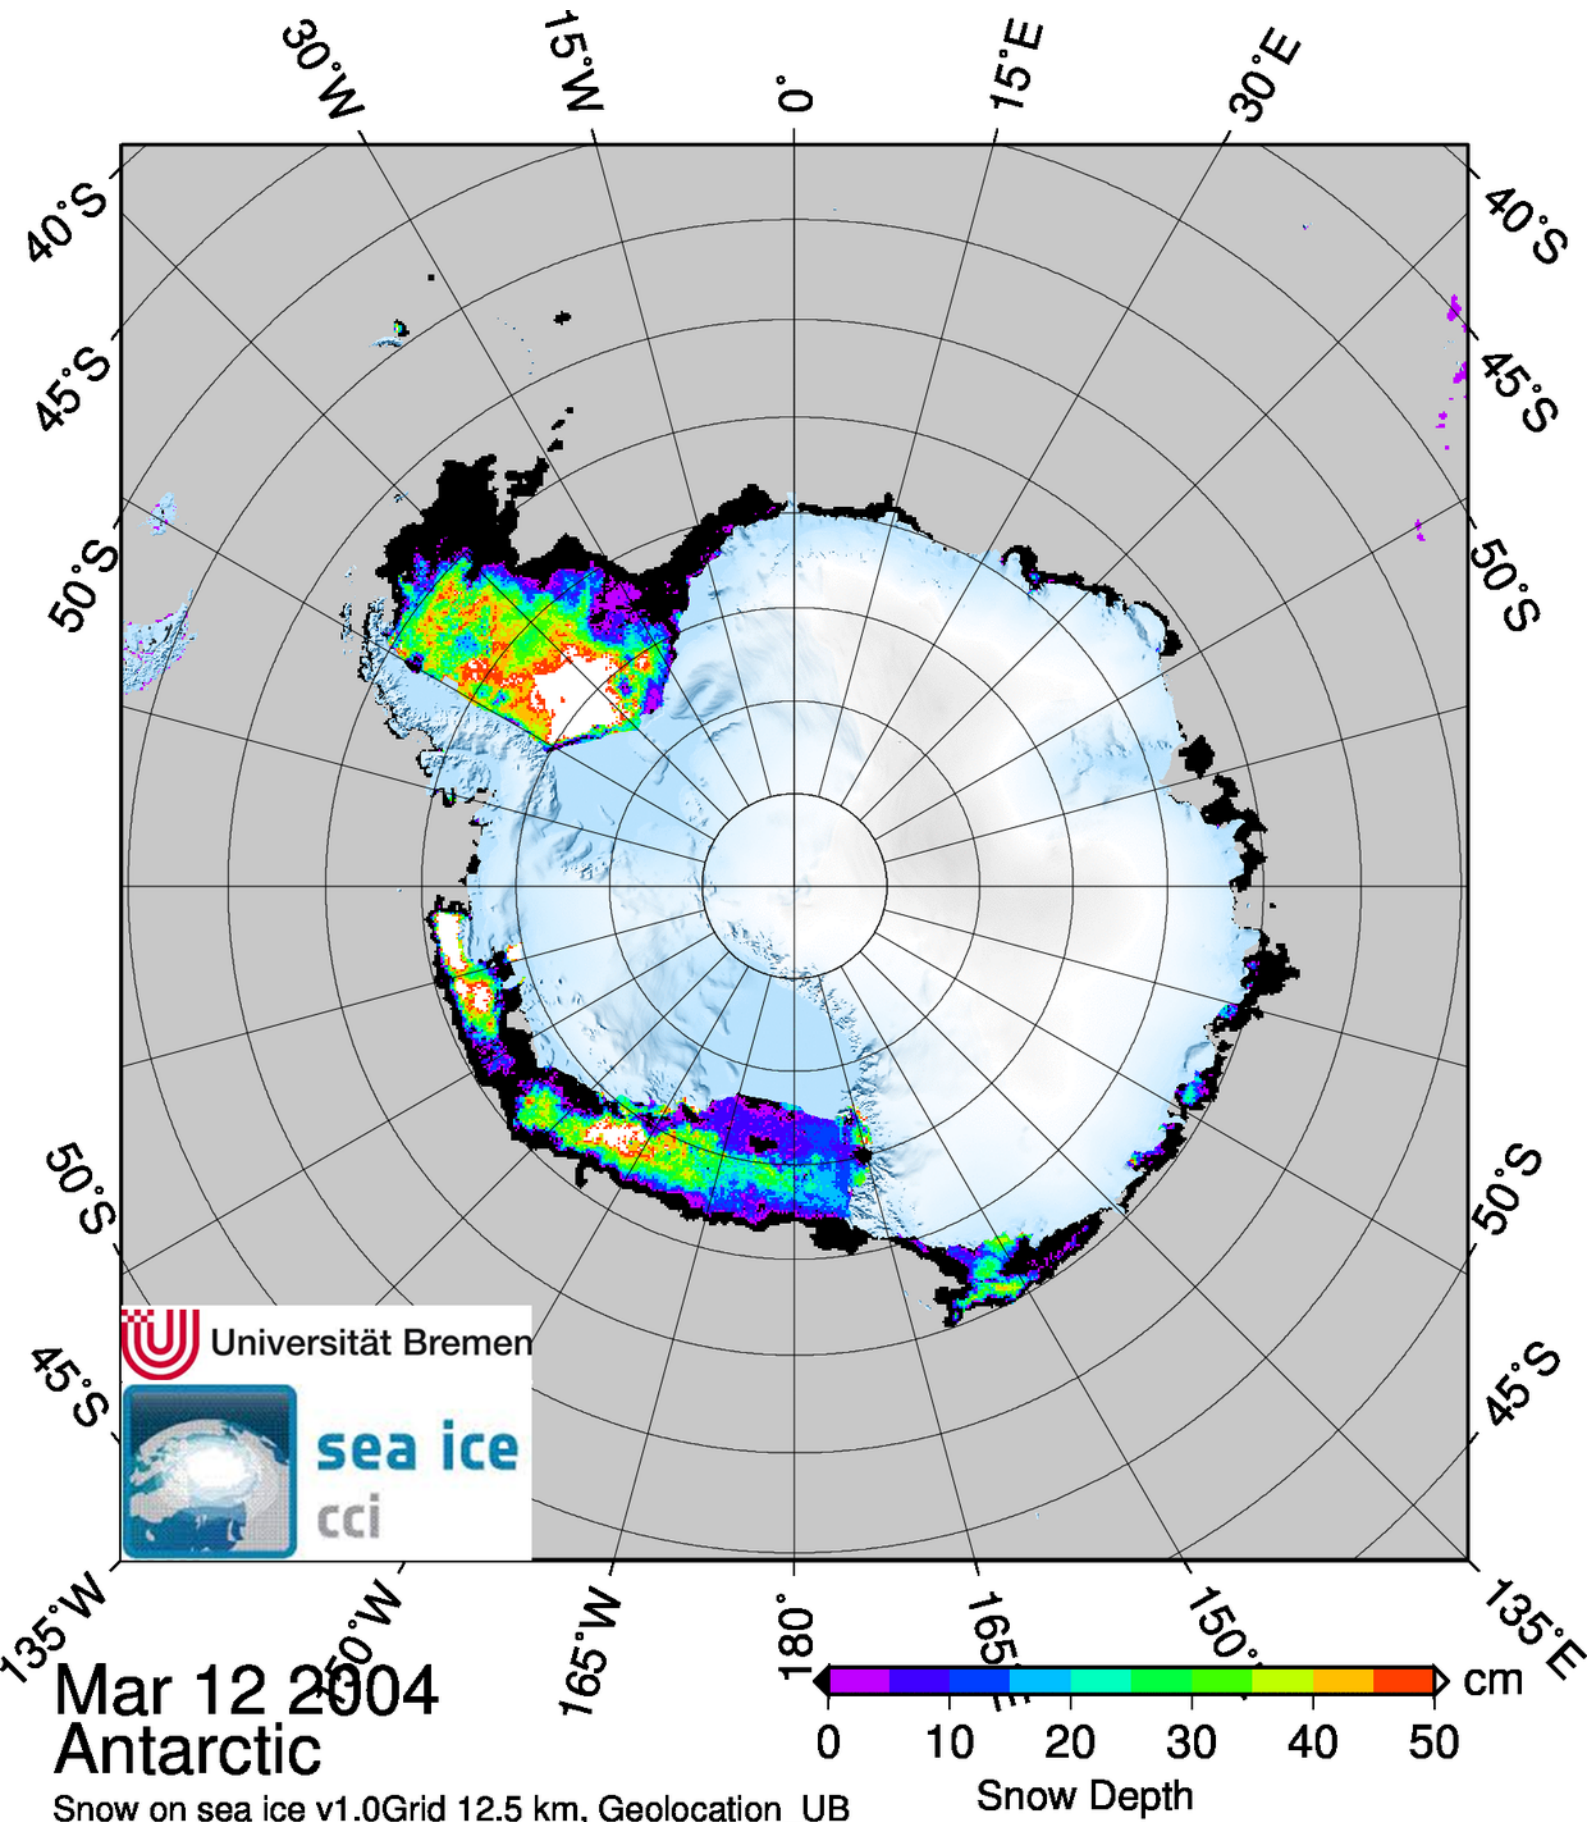 30°W
15°W
0°
15°E
30°E
40°S
40°S
45°S
45°S
50°S
50°S
50°S
50°S
45°S
45°S
Universität Bremen
sea ice
cci
135°W
165°W
180°
135°E
Mar 12 2004
Antarctic
cm
0 10 20 30 40 50
Snow Depth
Snow on sea ice v1.0Grid 12.5 km, Geolocation UB